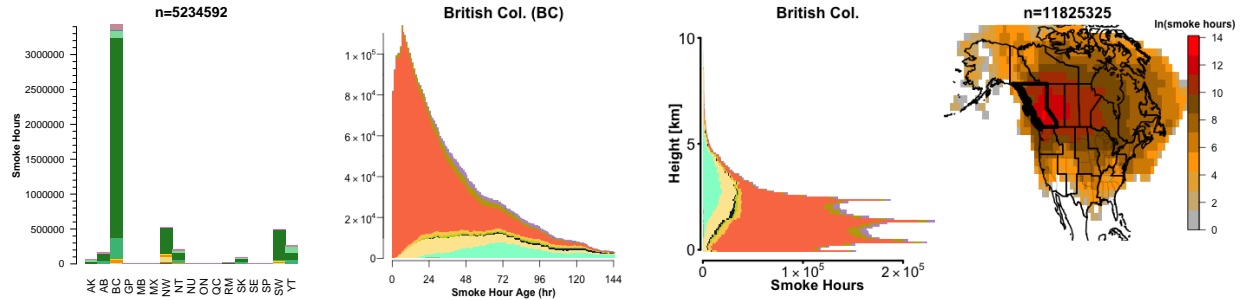 n=5234592
Smoke Hours
3500000
3000000
2500000
2000000
1500000
1000000
500000
0
AK AB BC GP MB MX NW NT NU ON QC RM SK SE SP SW YT
British Col. (BC)
1 × 10⁵
8 × 10⁴
6 × 10⁴
4 × 10⁴
2 × 10⁴
0
0 24 48 72 96 120 144
Smoke Hour Age (hr)
British Col.
Height [km]
10
5
0
0 1×10⁵ 2×10⁵
Smoke Hours
n=11825325
ln(smoke hours)
14
12
10
8
6
4
2
0